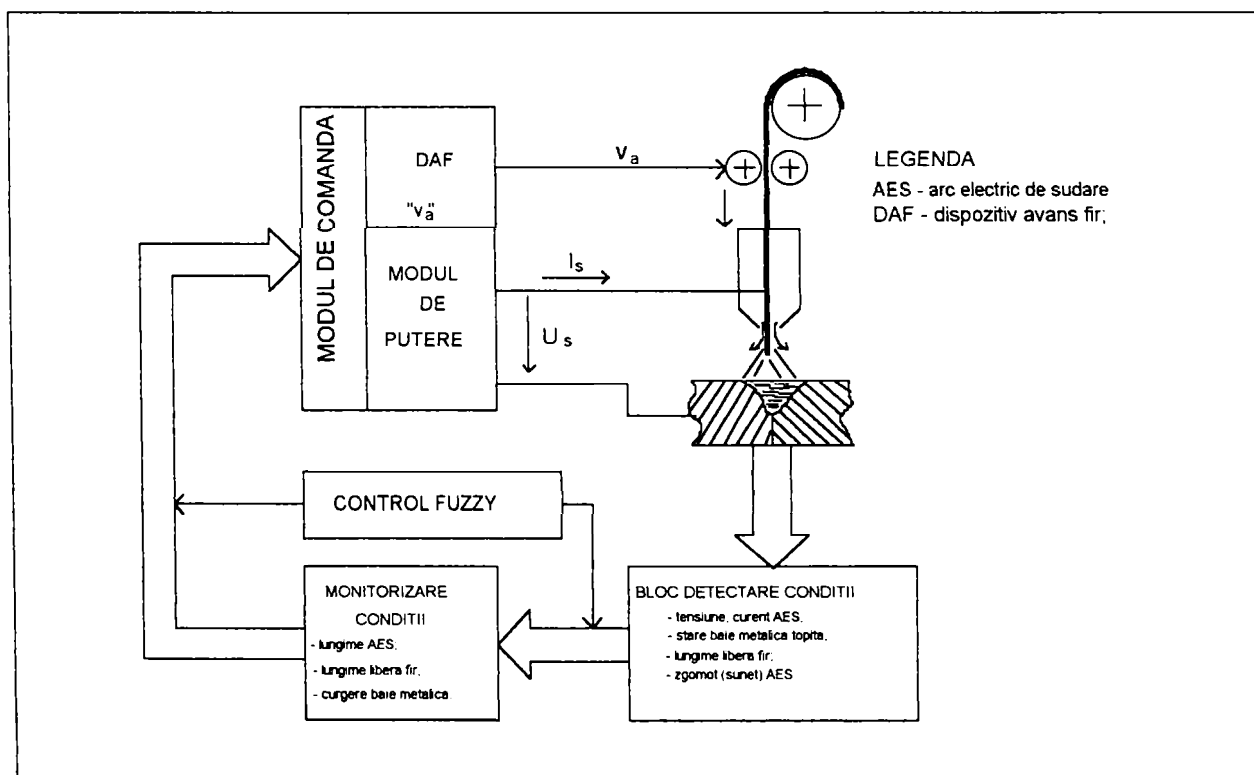 MODUL DE COMANDA
DAF
"va"
MODUL
DE
PUTERE
va
Is
Us
LEGENDA
AES - arc electric de sudare
DAF - dispozitiv avans fir;
CONTROL FUZZY
MONITORIZARE
CONDITII
- lungime AES;
- lungime libera fir,
- curgere baie metalica.
BLOC DETECTARE CONDITII
- tensiune, curent AES,
- stare baie metalica topita,
- lungime libera fir;
- zgomot (sunet) AES